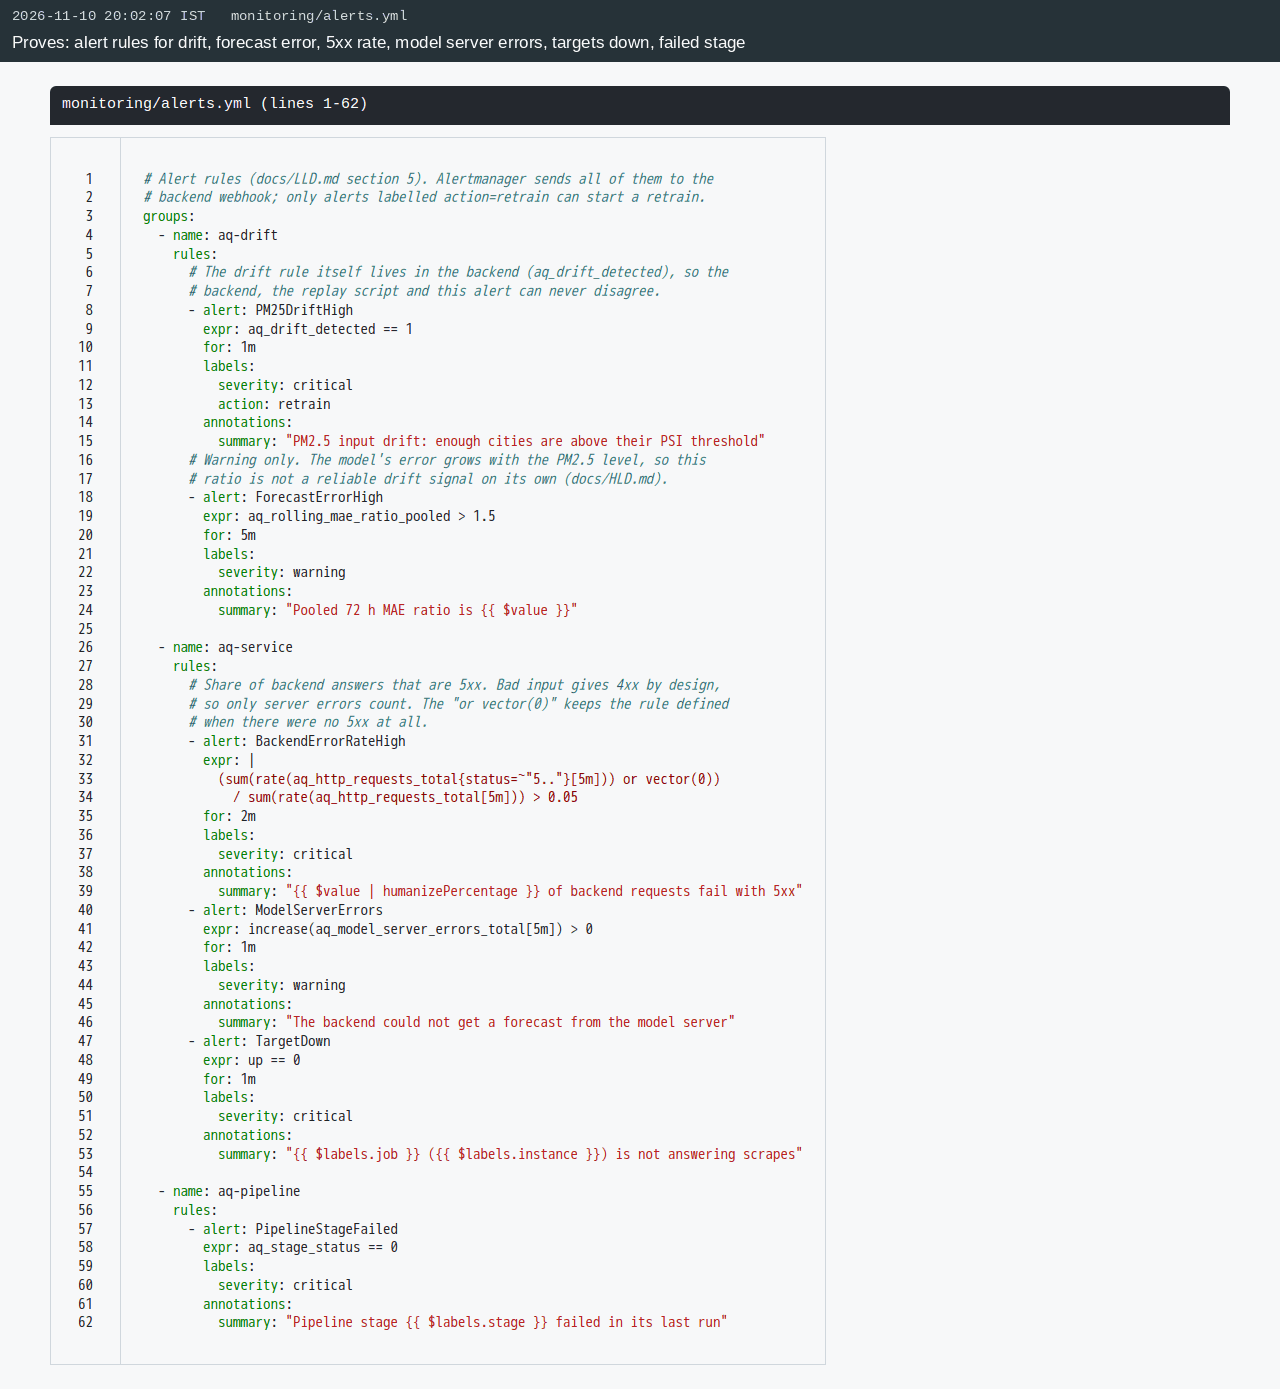 2026-11-10 20:02:07 IST monitoring/alerts.yml
Proves: alert rules for drift, forecast error, 5xx rate, model server errors, targets down, failed stage
monitoring/alerts.yml (lines 1-62)
1 # Alert rules (docs/LLD.md section 5). Alertmanager sends all of them to the
2 # backend webhook; only alerts labelled action=retrain can start a retrain.
3 groups:
4   - name: aq-drift
5     rules:
6       # The drift rule itself lives in the backend (aq_drift_detected), so the
7       # backend, the replay script and this alert can never disagree.
8       - alert: PM25DriftHigh
9         expr: aq_drift_detected == 1
10         for: 1m
11         labels:
12           severity: critical
13           action: retrain
14         annotations:
15           summary: "PM2.5 input drift: enough cities are above their PSI threshold"
16       # Warning only. The model's error grows with the PM2.5 level, so this
17       # ratio is not a reliable drift signal on its own (docs/HLD.md).
18       - alert: ForecastErrorHigh
19         expr: aq_rolling_mae_ratio_pooled > 1.5
20         for: 5m
21         labels:
22           severity: warning
23         annotations:
24           summary: "Pooled 72 h MAE ratio is {{ $value }}"
25
26   - name: aq-service
27     rules:
28       # Share of backend answers that are 5xx. Bad input gives 4xx by design,
29       # so only server errors count. The "or vector(0)" keeps the rule defined
30       # when there were no 5xx at all.
31       - alert: BackendErrorRateHigh
32         expr: |
33           (sum(rate(aq_http_requests_total{status=~"5.."}[5m])) or vector(0))
34             / sum(rate(aq_http_requests_total[5m])) > 0.05
35         for: 2m
36         labels:
37           severity: critical
38         annotations:
39           summary: "{{ $value | humanizePercentage }} of backend requests fail with 5xx"
40       - alert: ModelServerErrors
41         expr: increase(aq_model_server_errors_total[5m]) > 0
42         for: 1m
43         labels:
44           severity: warning
45         annotations:
46           summary: "The backend could not get a forecast from the model server"
47       - alert: TargetDown
48         expr: up == 0
49         for: 1m
50         labels:
51           severity: critical
52         annotations:
53           summary: "{{ $labels.job }} ({{ $labels.instance }}) is not answering scrapes"
54
55   - name: aq-pipeline
56     rules:
57       - alert: PipelineStageFailed
58         expr: aq_stage_status == 0
59         labels:
60           severity: critical
61         annotations:
62           summary: "Pipeline stage {{ $labels.stage }} failed in its last run"